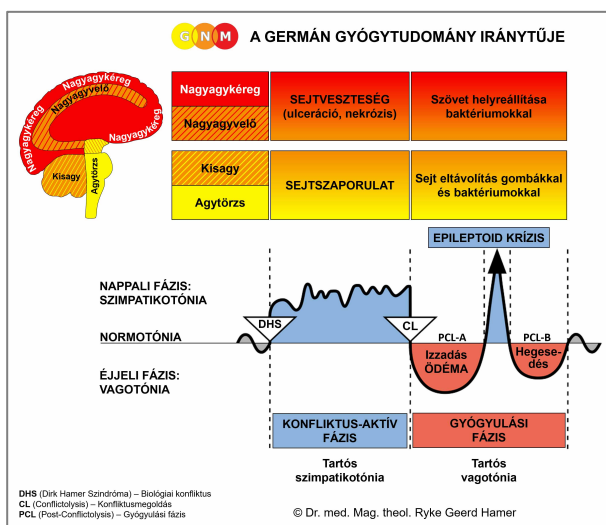 G N M
A GERMÁN GYÓGYTUDOMÁNY IRÁNYTŰJE
Nagyagykéreg
Nagyagyvelő
Nagyagykéreg
Nagyagykéreg
Kisagy
Agytörzs
Nagyagykéreg
Nagyagyvelő
SEJTVESZTESÉG
(ulceráció, nekrózis)
Szövet helyreállítása
baktériumokkal
Kisagy
Agytörzs
SEJTSZAPORULAT
Sejt eltávolítás gombákkal
és baktériumokkal
EPILEPTOID KRÍZIS
NAPPALI FÁZIS:
SZIMPATIKOTÓNIA
DHS
CL
NORMOTÓNIA
PCL-A
PCL-B
Izzadás
ÖDÉMA
Hegese-
dés
ÉJJELI FÁZIS:
VAGOTÓNIA
KONFLIKTUS-AKTÍV
FÁZIS
GYÓGYULÁSI
FÁZIS
Tartós
szimpatikotónia
Tartós
vagotónia
DHS (Dirk Hamer Szindróma) – Biológiai konfliktus
CL (Conflictolysis) – Konfliktusmegoldás
PCL (Post-Conflictolysis) – Gyógyulási fázis
© Dr. med. Mag. theol. Ryke Geerd Hamer